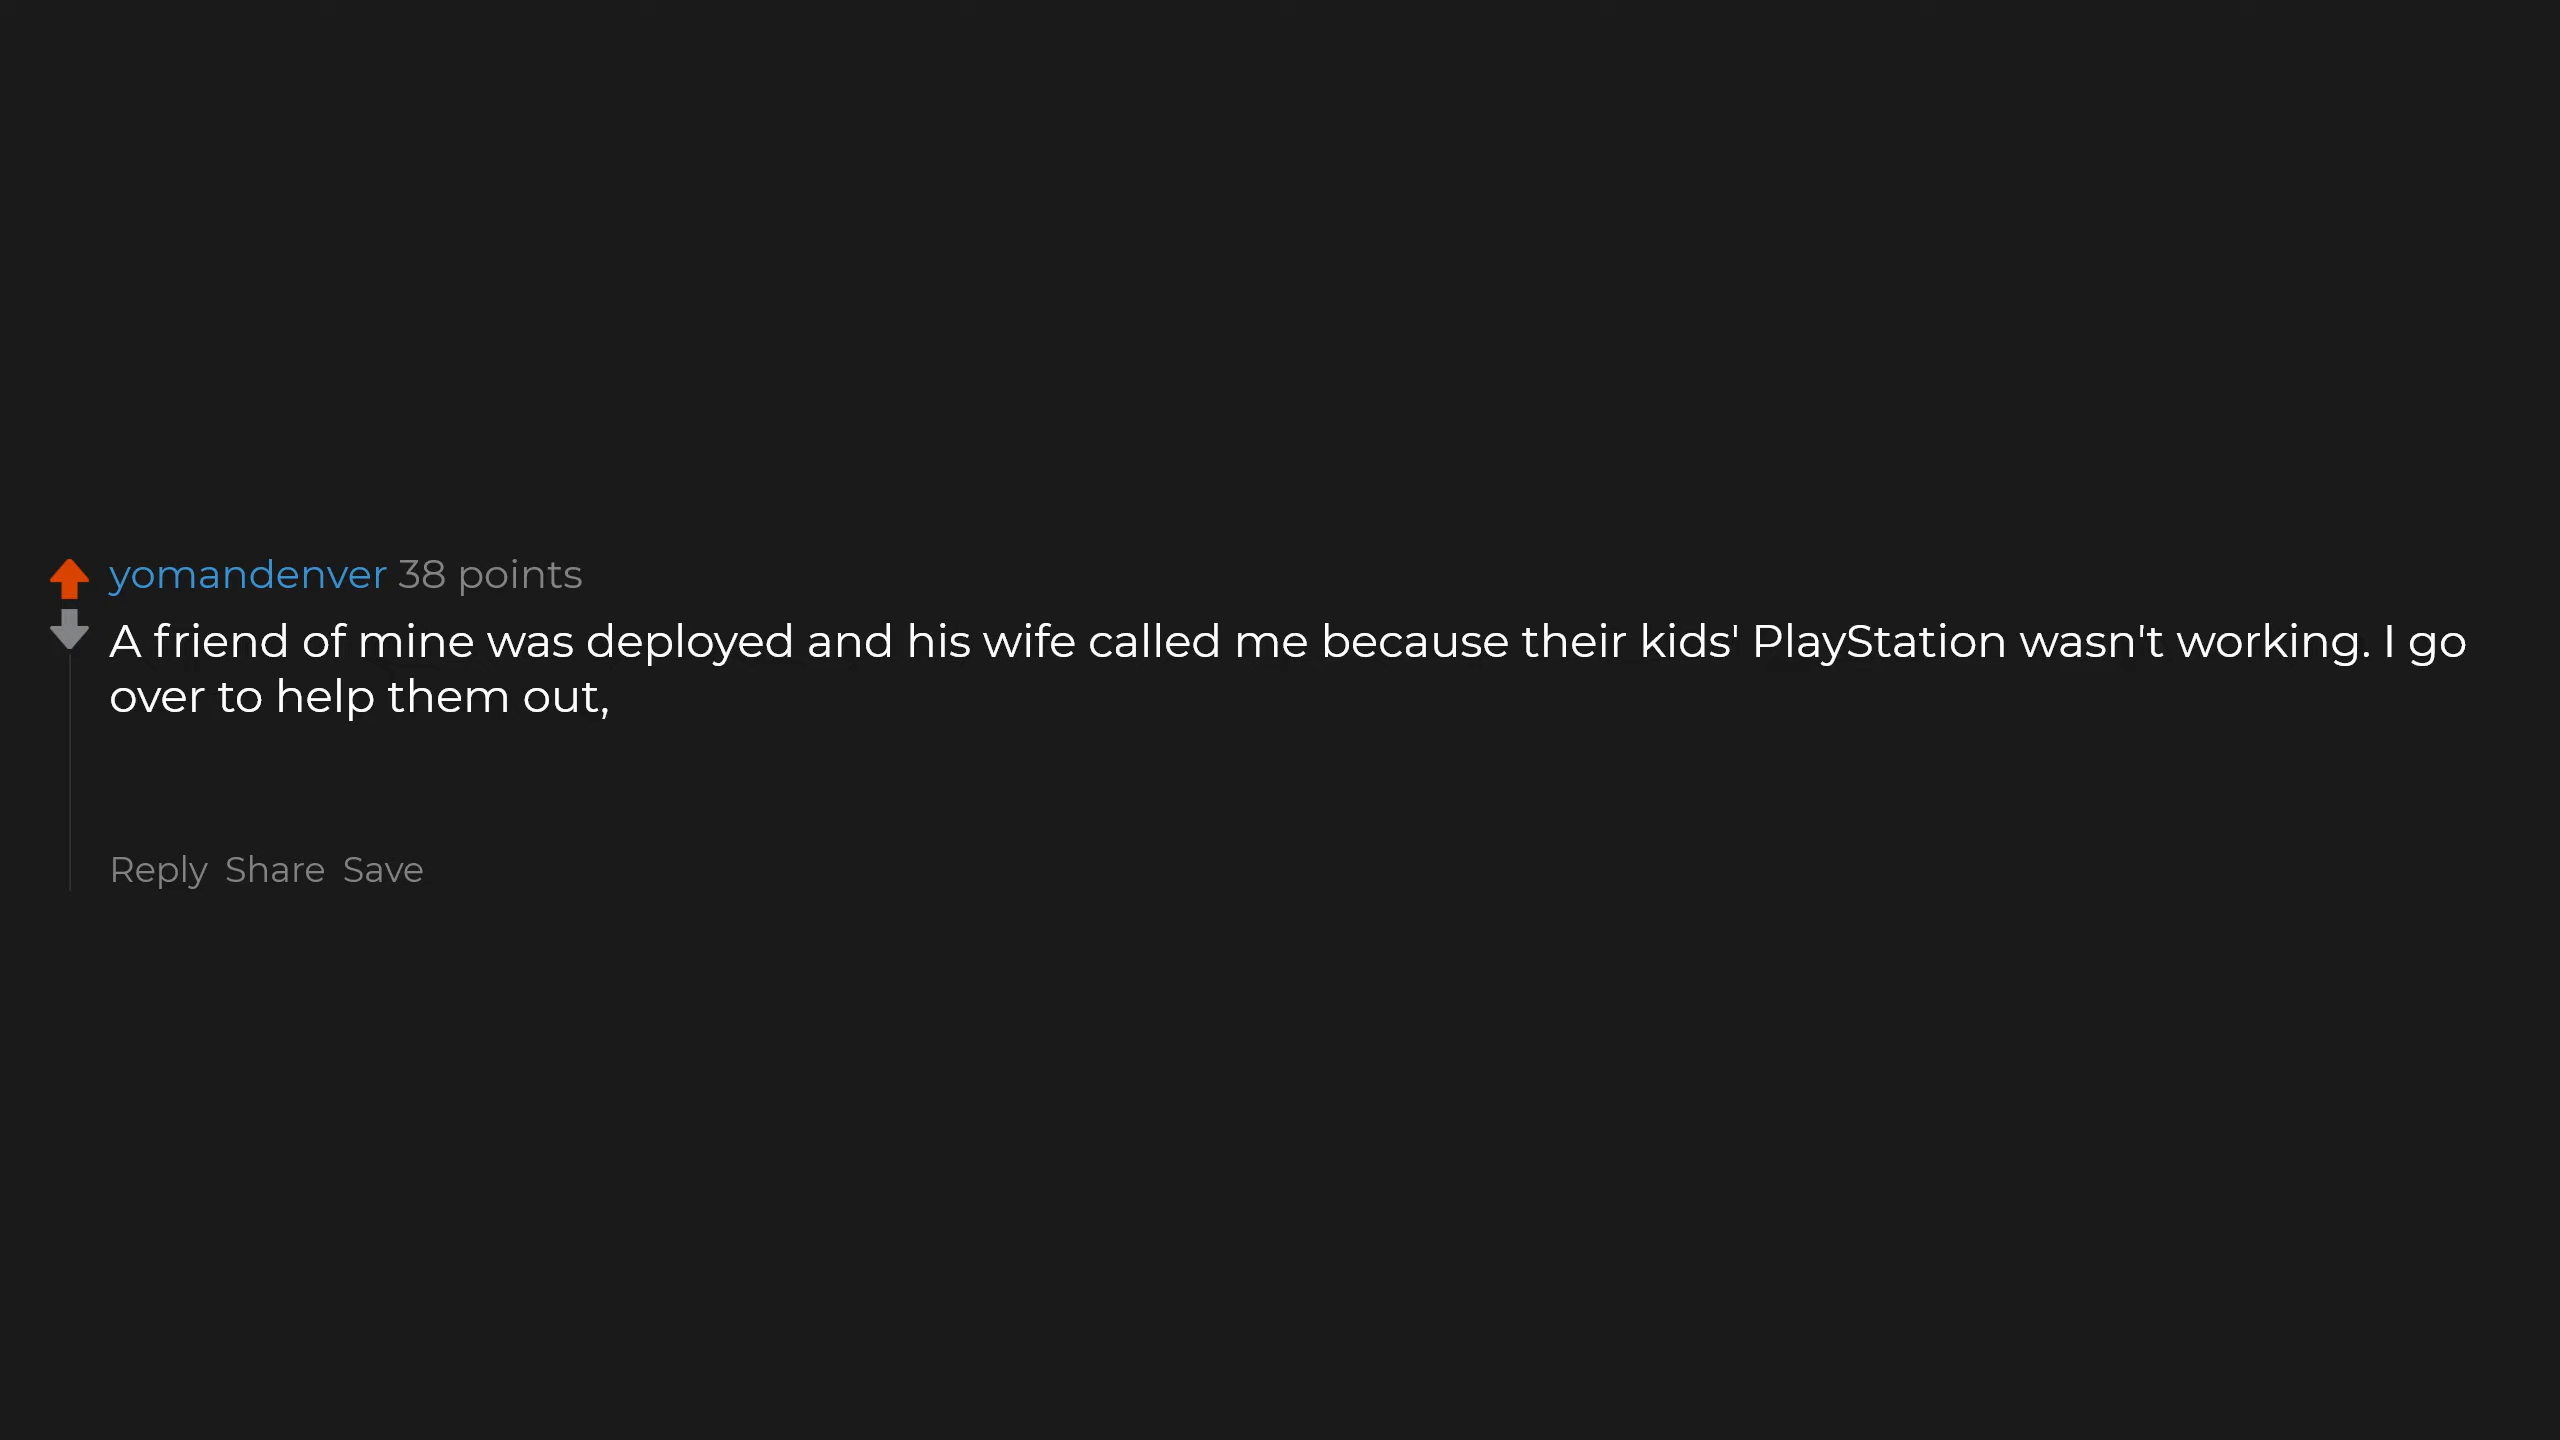 yomandenver 38 points
A friend of mine was deployed and his wife called me because their kids' PlayStation wasn't working. I go
over to help them out,
Reply Share Save